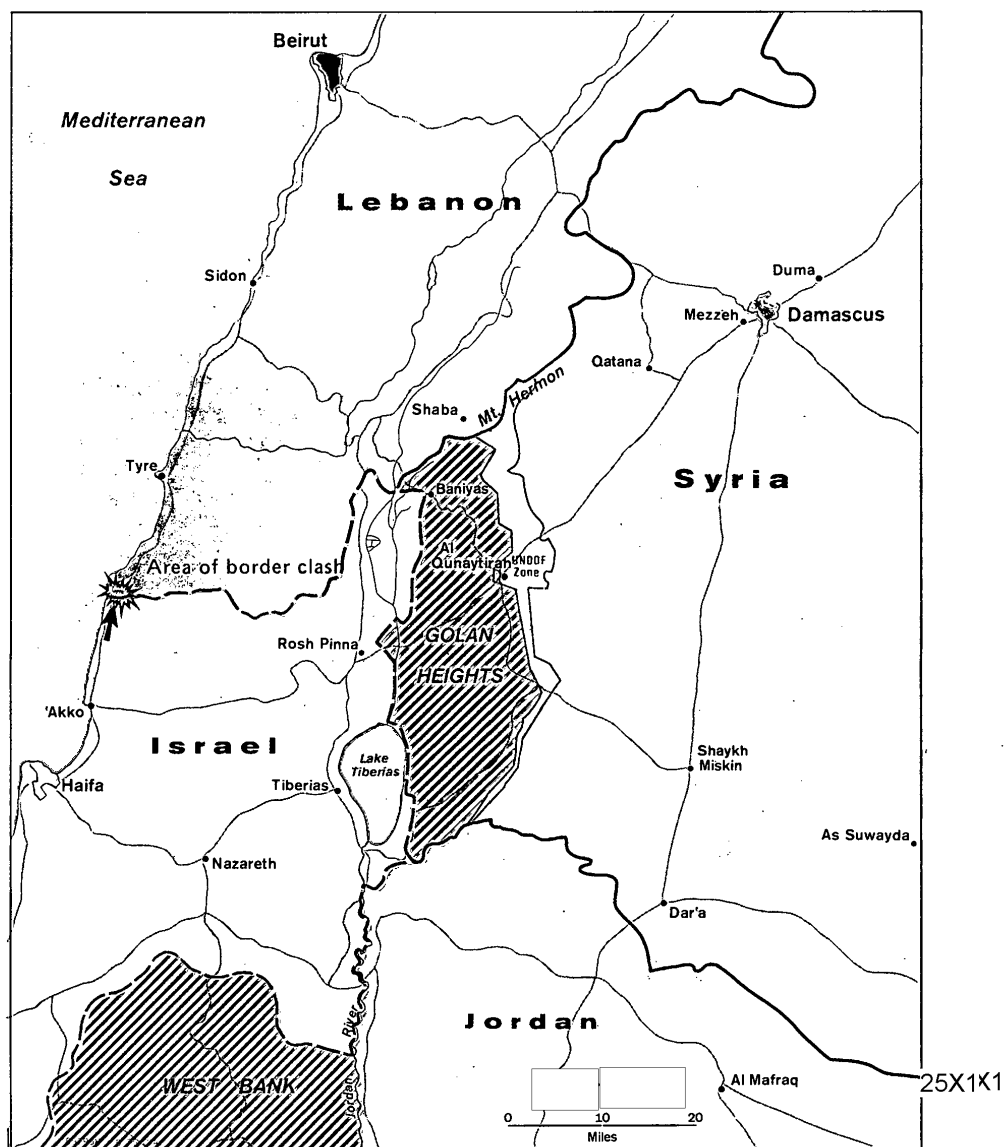 Beirut
Mediterranean
Sea
Lebanon
Sidon
Duma
Mezzeh
Damascus
Qatana
Mt. Hermon
Shaba
Syria
Tyre
Baniyas
Area of border clash
Al
Qunaytirah
UNDOF
Zone
Rosh Pinna
GOLAN
HEIGHTS
'Akko
Israel
Lake
Tiberias
Shaykh
Miskin
Haifa
Tiberias
As Suwayda
Nazareth
Dar'a
Jordan River
Jordan
WEST BANK
Al Mafraq
25X1X1
0 10 20
Miles